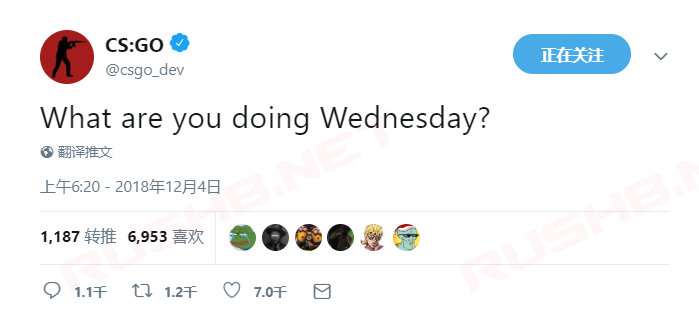 CS:GO
@csgo_dev
正在关注
What are you doing Wednesday?
翻译推文
上午6:20 - 2018年12月4日
1,187 转推 6,953 喜欢
1.1千 1.2千 7.0千
RUSHB.NET
RUSHB.NET